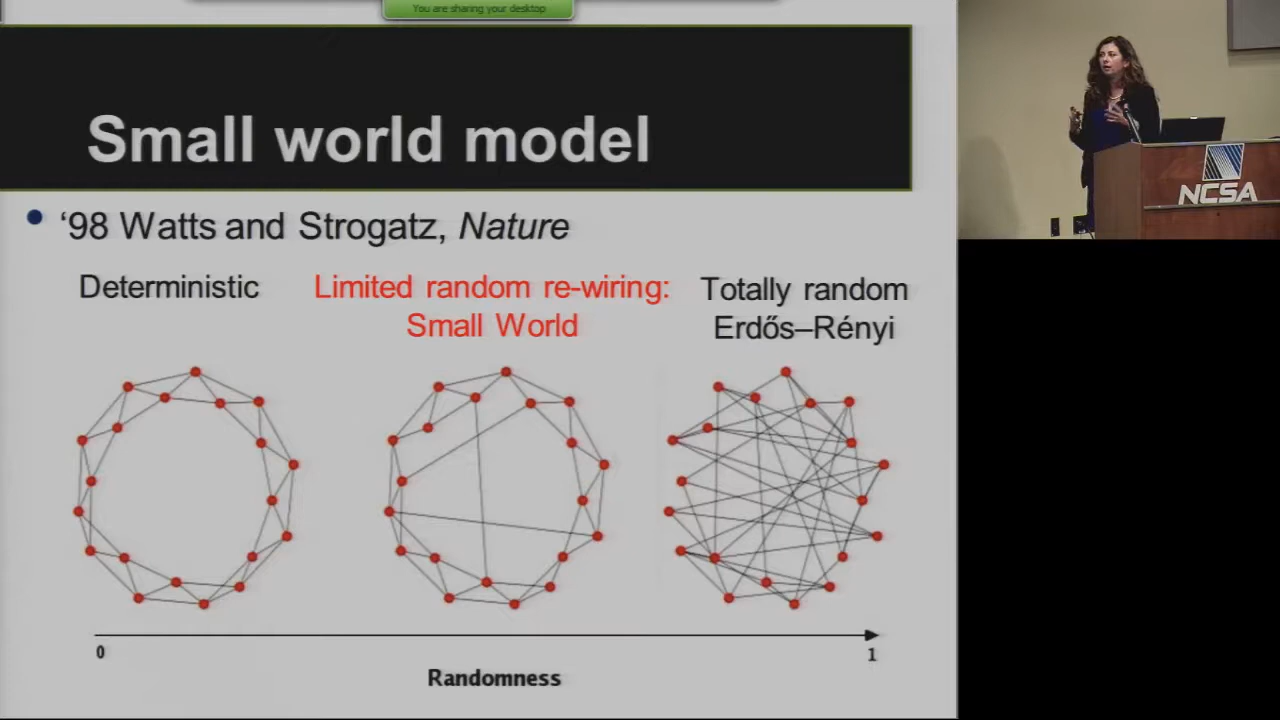 You are sharing your desktop
Small world model
• ‘98 Watts and Strogatz, Nature
Deterministic
Limited random re-wiring:
Small World
Totally random
Erdős–Rényi
0
1
Randomness
NCSA